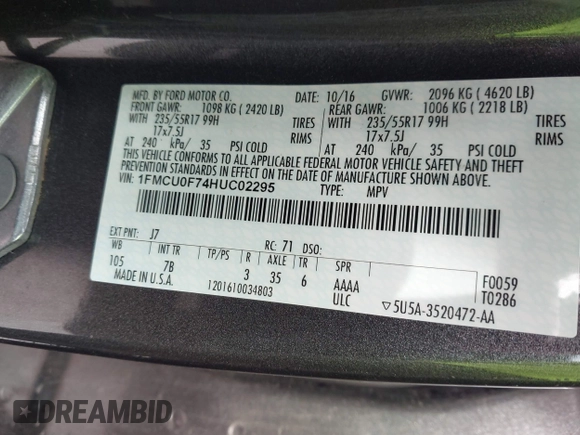 MFD. BY FORD MOTOR CO.
DATE: 10/16 GVWR: 2096 KG ( 4620 LB)
FRONT GAWR: 1098 KG ( 2420 LB) REAR GAWR: 1006 KG ( 2218 LB)
WITH 235/55R17 99H TIRES WITH 235/55R17 99H TIRES
17x7.5J RIMS 17x7.5J RIMS
AT 240 kPa/ 35 PSI COLD AT 240 kPa/ 35 PSI COLD
THIS VEHICLE CONFORMS TO ALL APPLICABLE FEDERAL MOTOR VEHICLE SAFETY AND THEFT
PREVENTION STANDARDS IN EFFECT ON THE DATE OF MANUFACTURE SHOWN ABOVE.
VIN: 1FMCU0F74HUC02295 TYPE: MPV
EXT PNT: J7 RC: 71 DSO:
WB INT TR TP/PS R AXLE TR SPR
105 7B 3 35 6 AAAA F0059
MADE IN U.S.A. 1201610034803 ULC T0286
▽5U5A-3520472-AA
DREAMBID